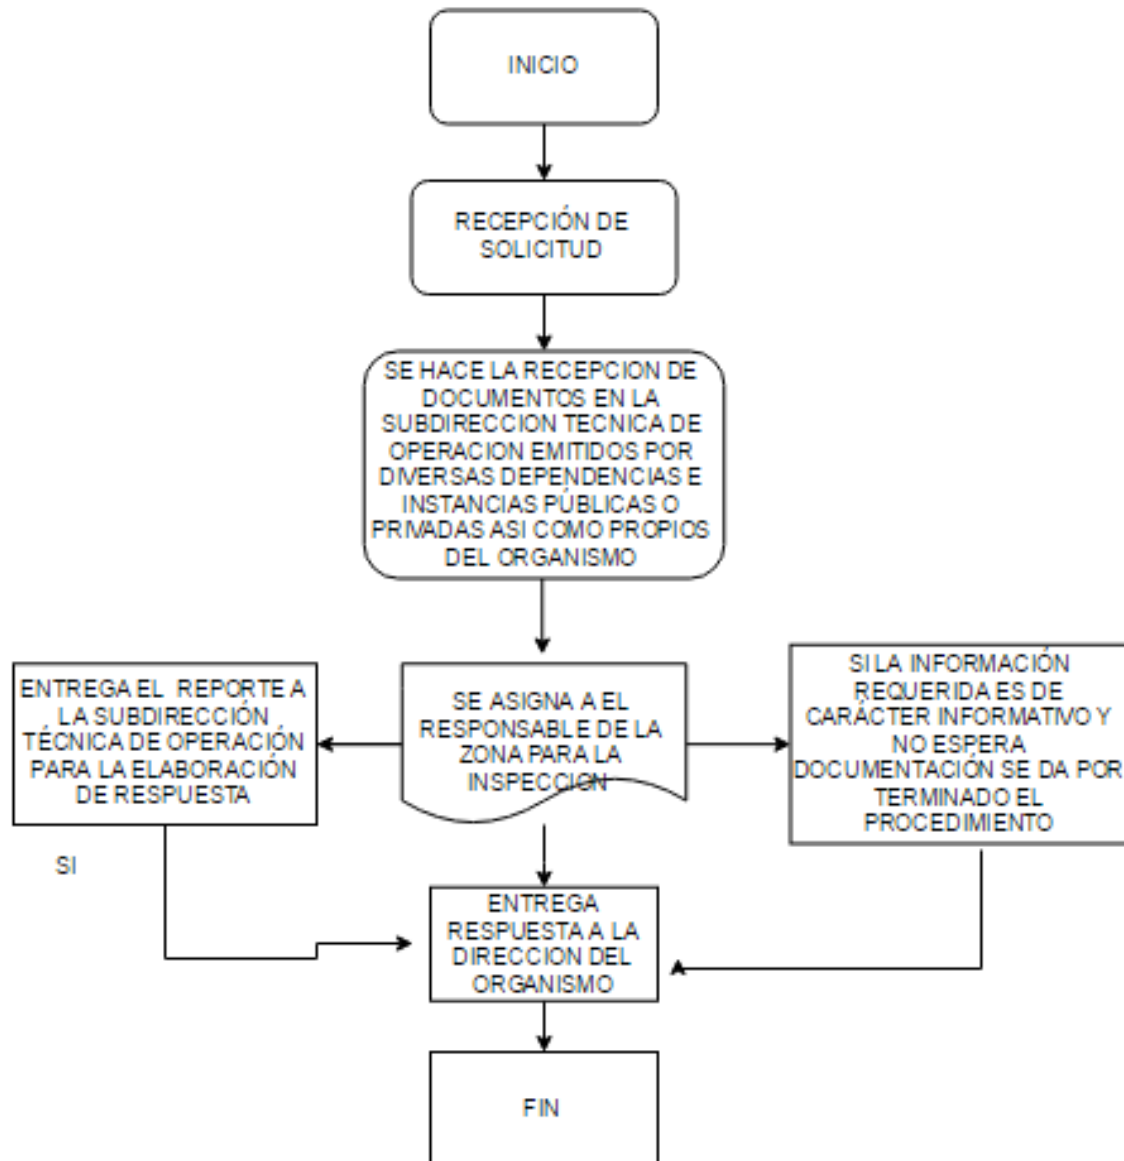 INICIO
RECEPCIÓN DE
SOLICITUD
SE HACE LA RECEPCION DE
DOCUMENTOS EN LA
SUBDIRECCION TECNICA DE
OPERACION EMITIDOS POR
DIVERSAS DEPENDENCIAS E
INSTANCIAS PÚBLICAS O
PRIVADAS ASI COMO PROPIOS
DEL ORGANISMO
ENTREGA EL REPORTE A
LA SUBDIRECCIÓN
TÉCNICA DE OPERACIÓN
PARA LA ELABORACIÓN
DE RESPUESTA
SE ASIGNA A EL
RESPONSABLE DE LA
ZONA PARA LA
INSPECCION
SI LA INFORMACIÓN
REQUERIDA ES DE
CARÁCTER INFORMATIVO Y
NO ESPERA
DOCUMENTACIÓN SE DA POR
TERMINADO EL
PROCEDIMIENTO
SI
ENTREGA
RESPUESTA A LA
DIRECCION DEL
ORGANISMO
FIN